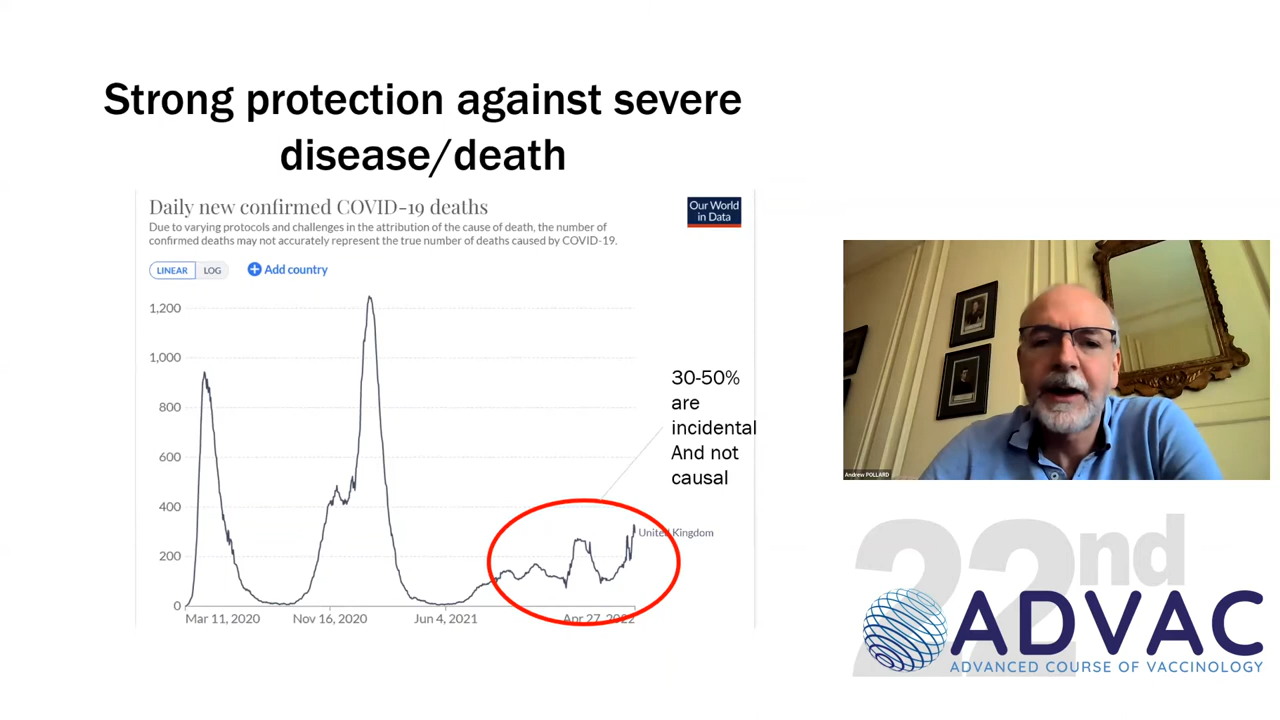 Strong protection against severe
disease/death
Daily new confirmed COVID-19 deaths
Due to varying protocols and challenges in the attribution of the cause of death, the number of
confirmed deaths may not accurately represent the true number of deaths caused by COVID-19.
Our World
in Data
LINEAR LOG
Add country
1,200
1,000
800
600
400
200
0
30-50%
are
incidental
And not
causal
United Kingdom
Mar 11, 2020 Nov 16, 2020 Jun 4, 2021 Apr 27, 2022
Andrew POLLARD
22nd
ADVAC
ADVANCED COURSE OF VACCINOLOGY